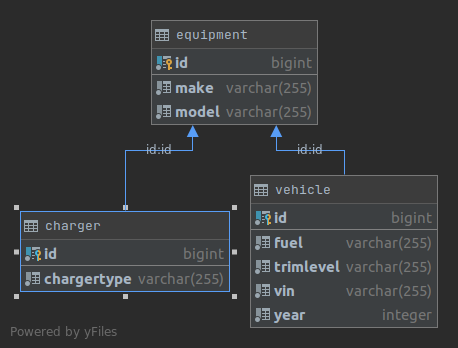 equipment
id bigint
make varchar(255)
model varchar(255)
id:id id:id
vehicle
id bigint
fuel varchar(255)
trimlevel varchar(255)
vin varchar(255)
year integer
charger
id bigint
chargertype varchar(255)
Powered by yFiles